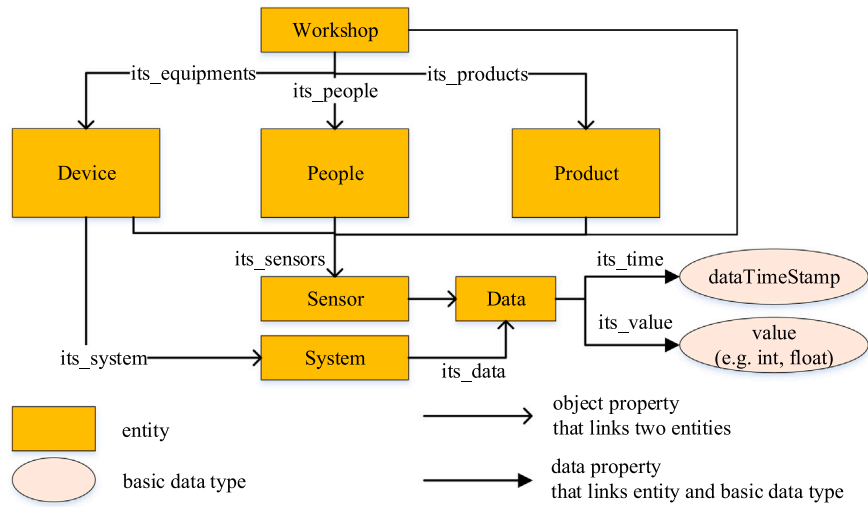 Workshop
its_equipments
its_people
its_products
Device
People
Product
its_sensors
its_time
Sensor
Data
dataTimeStamp
its_value
value
(e.g. int, float)
its_system
System
its_data
entity
object property
that links two entities
basic data type
data property
that links entity and basic data type